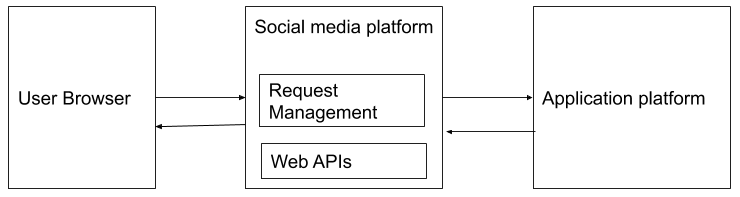 Social media platform
User Browser
Request
Management
Application platform
Web APIs